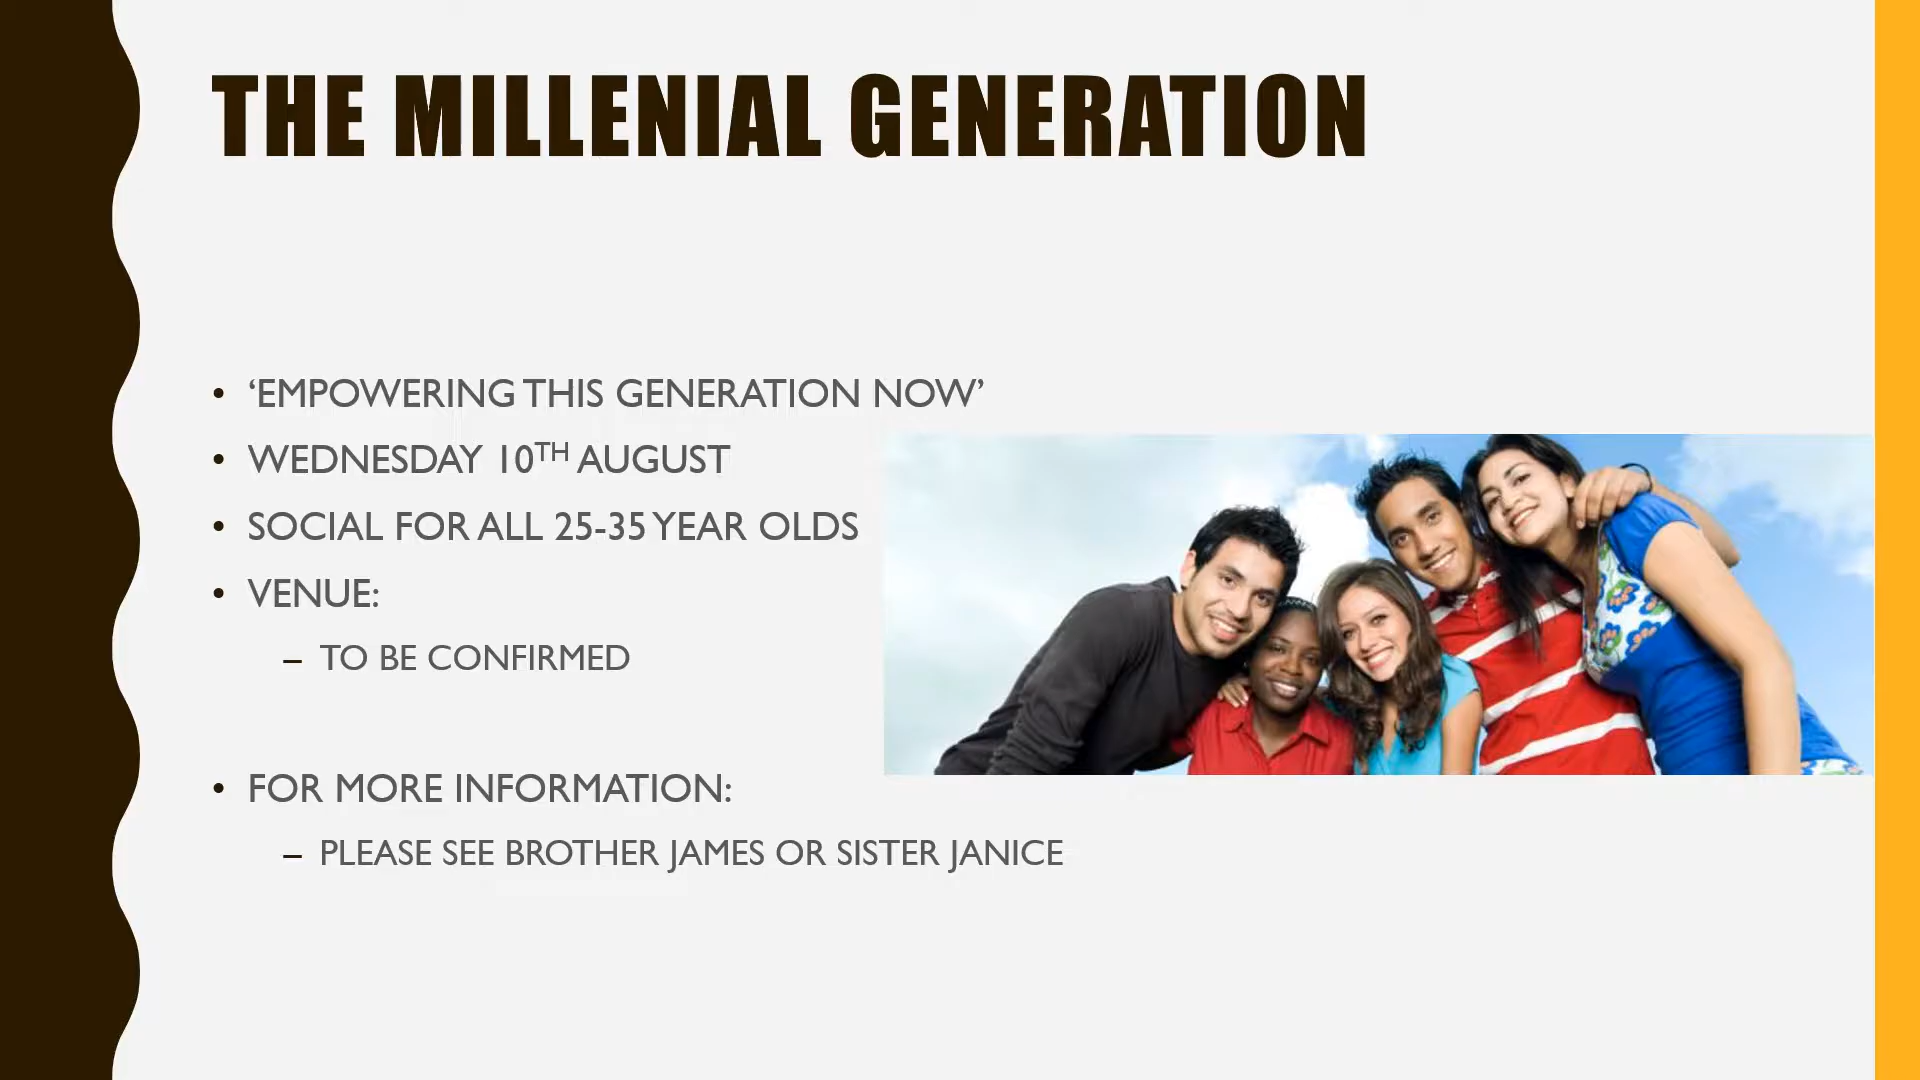 THE MILLENIAL GENERATION
• ‘EMPOWERING THIS GENERATION NOW’
• WEDNESDAY 10TH AUGUST
• SOCIAL FOR ALL 25-35 YEAR OLDS
• VENUE:
– TO BE CONFIRMED
• FOR MORE INFORMATION:
– PLEASE SEE BROTHER JAMES OR SISTER JANICE